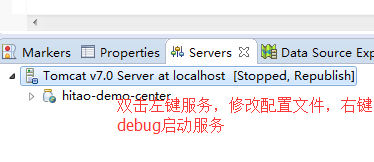 Markers Properties Servers Data Source Exp
Tomcat v7.0 Server at localhost [Stopped, Republish]
hitao-demo-center
双击左键服务，修改配置文件，右键
debug启动服务